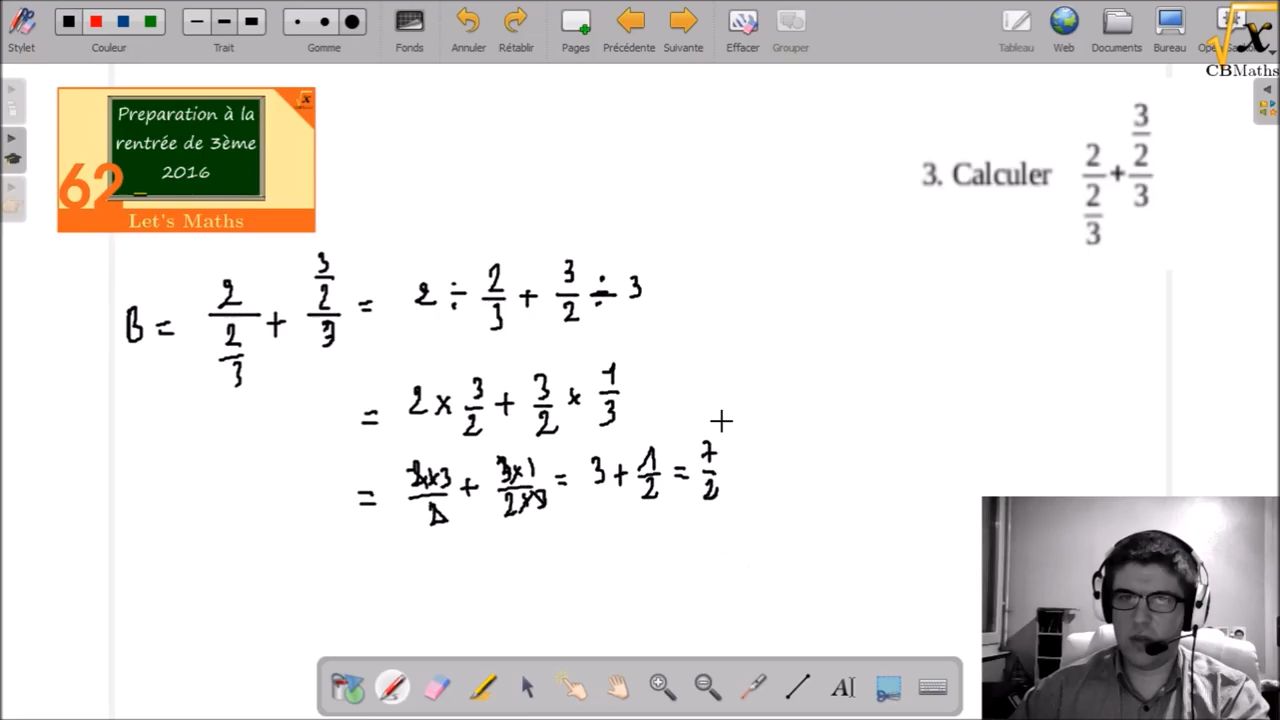 Stylet Couleur Trait Gomme Fonds Annuler Rétablir Pages Précédente Suivante Effacer Grouper Tableau Web Documents Bureau
CBMaths
Preparation à la
rentrée de 3ème
2016
62
Let's Maths
3. Calculer 2/(2/3) + (3/2)/3
B = 2/(2/3) + (3/2)/3 = 2 ÷ 2/3 + 3/2 ÷ 3
= 2 × 3/2 + 3/2 × 1/3
= 2×3/2 + 3×1/2×3 = 3 + 1/2 = 7/2
AI